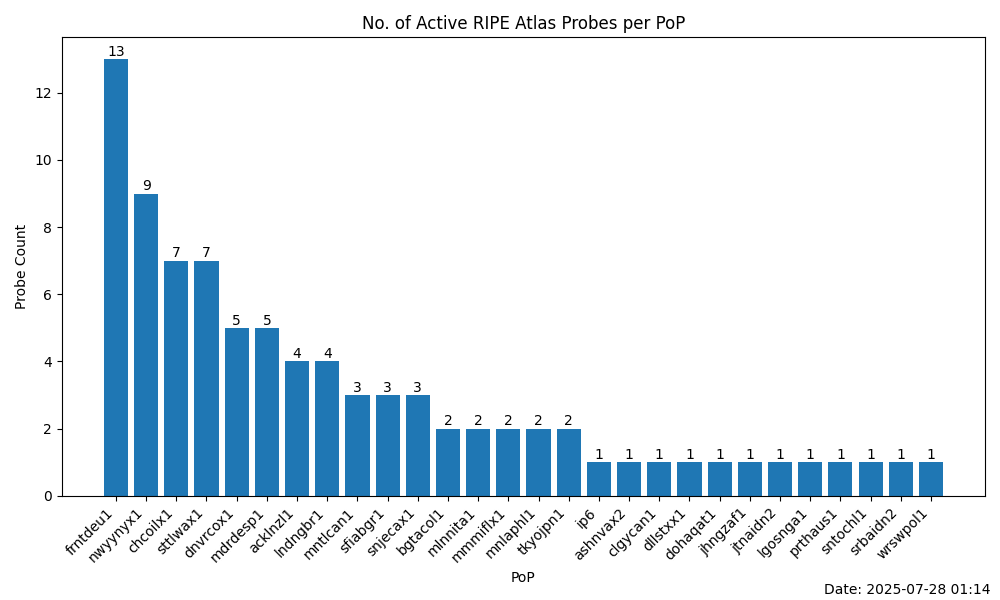 No. of Active RIPE Atlas Probes per PoP
Probe Count
12
10
8
6
4
2
0
13
9
7
7
5
5
4
4
3
3
3
2
2
2
2
2
1
1
1
1
1
1
1
1
1
1
1
1
frntdeu1
nwyynyx1
chcoilx1
sttlwax1
dnvrcox1
mdrdesp1
acklnzl1
lndngbr1
mntlcan1
sfiabgr1
snjecax1
bgtacol1
mlnnita1
mmmiflx1
mnlaphl1
tkyojpn1
ip6
ashnvax2
clgycan1
dllstxx1
dohaqat1
jhngzaf1
jtnaidn2
lgosnga1
prthaus1
sntochl1
srbaidn2
wrswpol1
PoP
Date: 2025-07-28 01:14